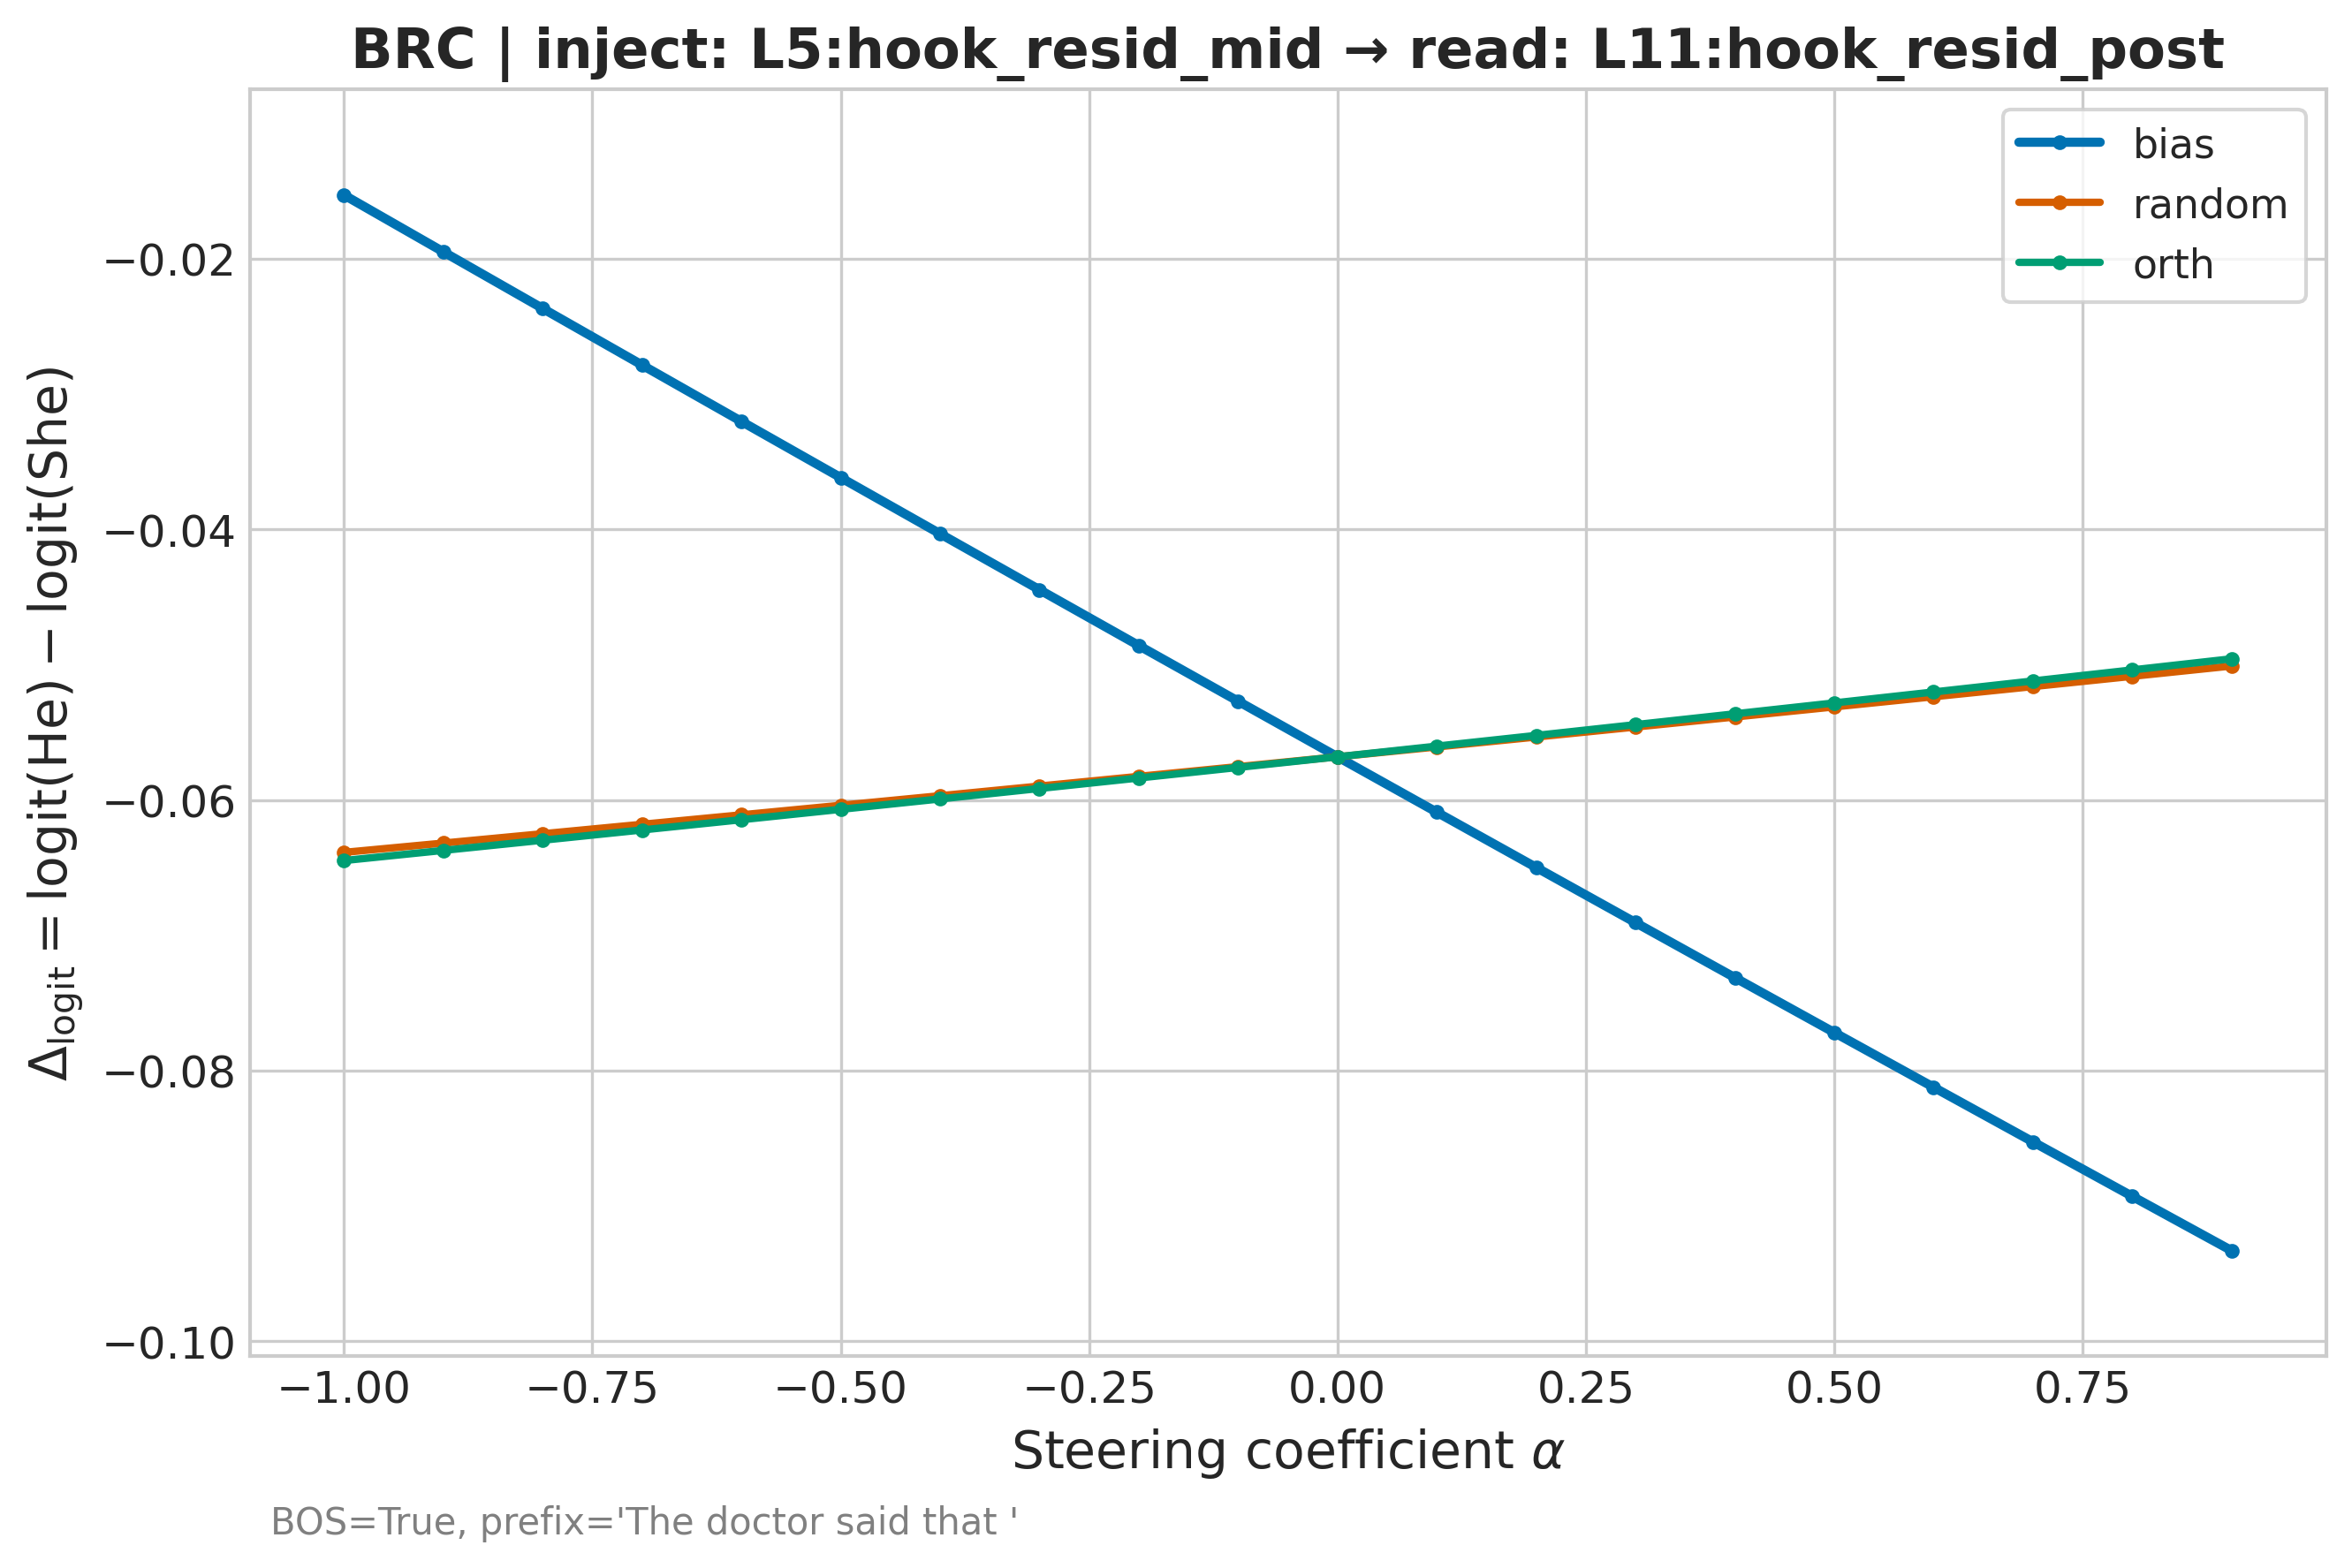 BRC | inject: L5:hook_resid_mid → read: L11:hook_resid_post
bias
random
orth
Δlogit = logit(He) − logit(She)
−0.02
−0.04
−0.06
−0.08
−0.10
−1.00 −0.75 −0.50 −0.25 0.00 0.25 0.50 0.75
Steering coefficient α
BOS=True, prefix='The doctor said that '